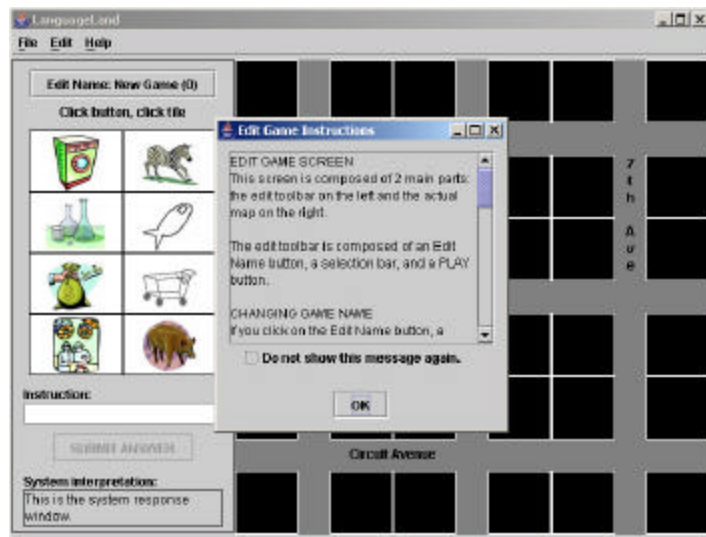 LanguageLand
File Edit Help
Edit Name: New Game (0)
Click button, click tile
Edit Game Instructions
EDIT GAME SCREEN
This screen is composed of 2 main parts:
the edit toolbar on the left and the actual
map on the right.
The edit toolbar is composed of an Edit
Name button, a selection bar, and a PLAY
button.
CHANGING GAME NAME
If you click on the Edit Name button, a
Do not show this message again.
OK
7th Ave
Instruction:
SUBMIT ANSWER
Circuit Avenue
System interpretation:
This is the system response
window.